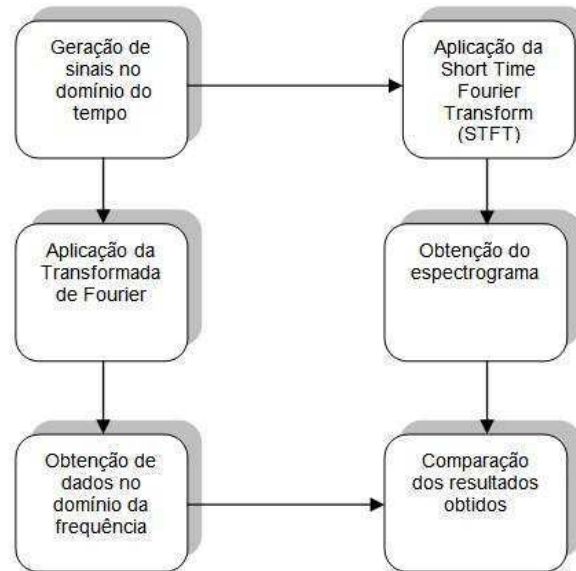 Geração de
sinais no
domínio do
tempo
Aplicação da
Short Time
Fourier
Transform
(STFT)
Aplicação da
Transformada
de Fourier
Obtenção do
espectrograma
Obtenção de
dados no
domínio da
frequência
Comparação
dos resultados
obtidos